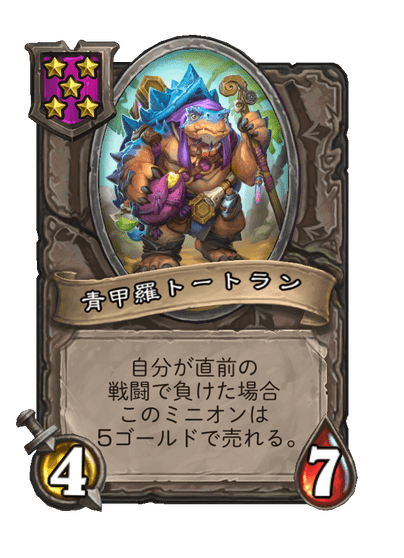 青甲羅トートラン
自分が直前の
戦闘で負けた場合
このミニオンは
5ゴールドで売れる。
4
7